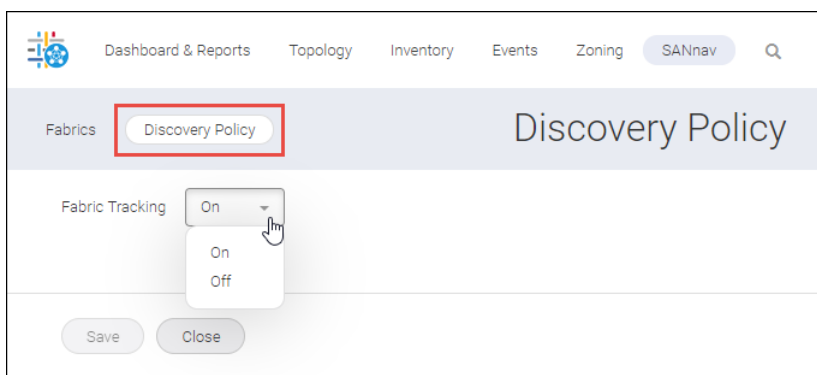 Dashboard & Reports Topology Inventory Events Zoning SANnav
Fabrics Discovery Policy Discovery Policy
Fabric Tracking On
On
Off
Save Close